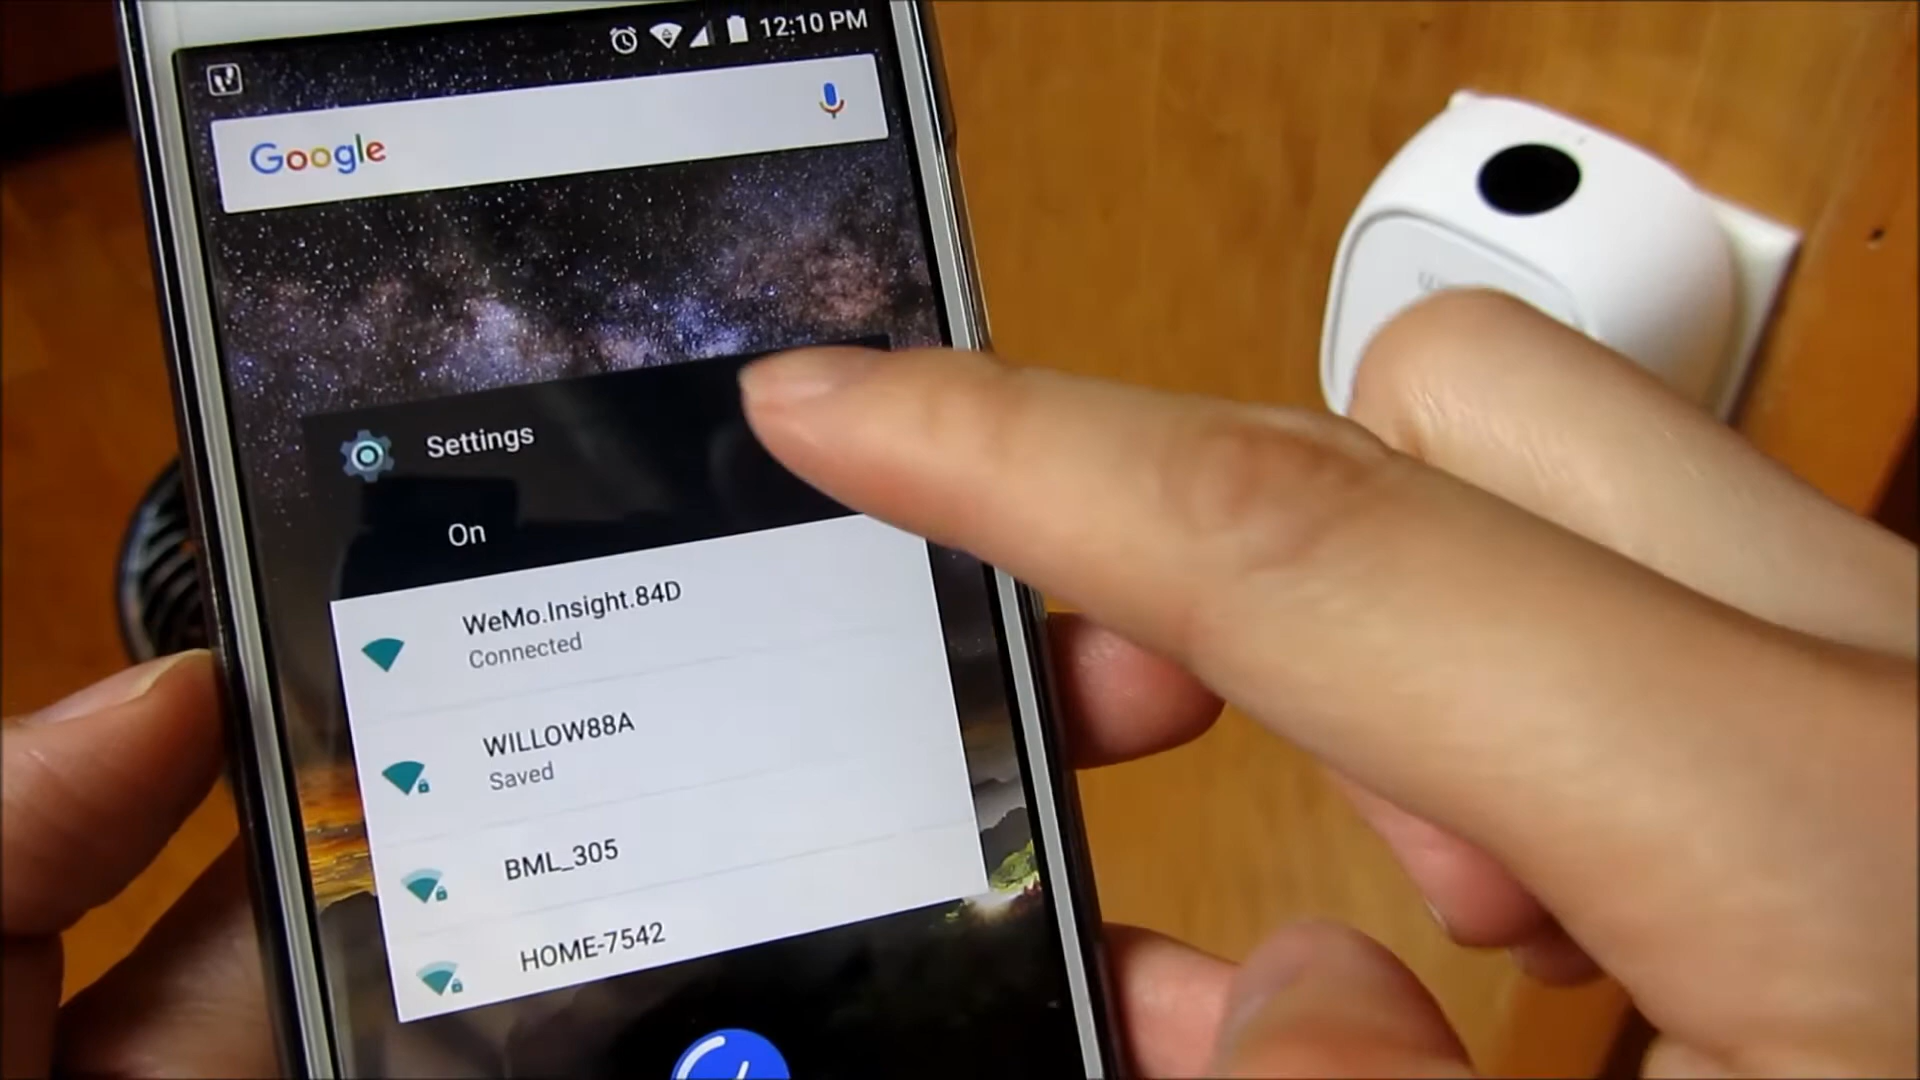 12:10 PM
Google
Settings
On
WeMo.Insight.84D
Connected
WILLOW88A
Saved
BML_305
HOME-7542